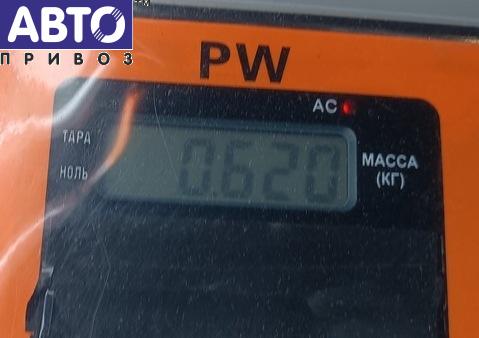 АВТО
ПРИВОЗ
PW
AC
ТАРА
НОЛЬ
0.620
МАССА
(КГ)